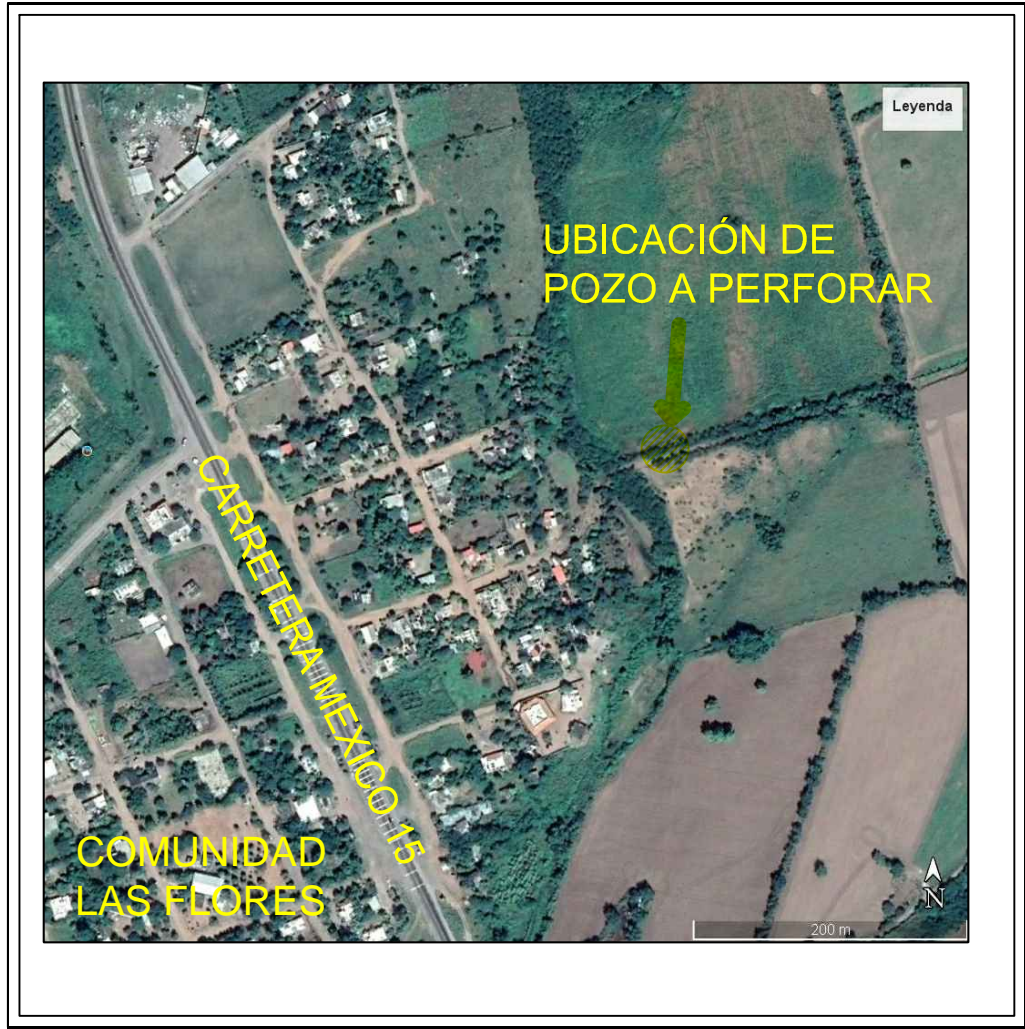 Leyenda
UBICACIÓN DE
POZO A PERFORAR
CARRETERA MEXICO 15
COMUNIDAD
LAS FLORES
N
200 m